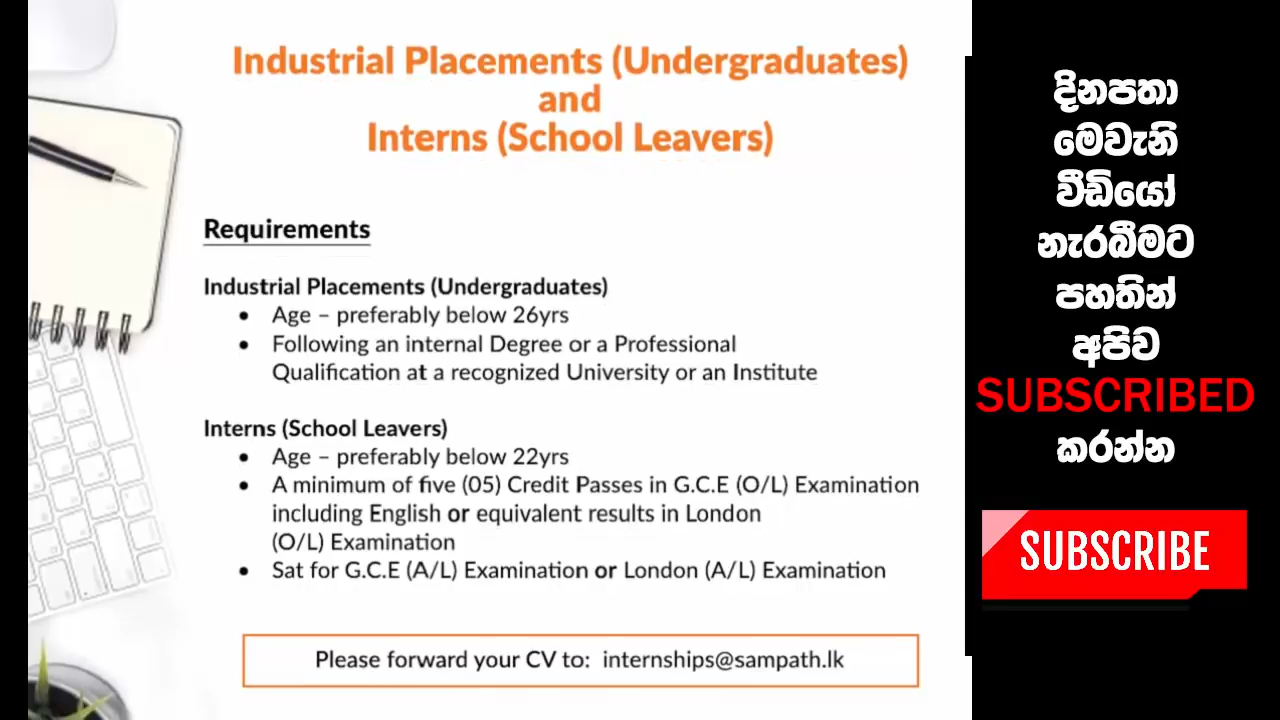 Industrial Placements (Undergraduates)
and
Interns (School Leavers)
Requirements
Industrial Placements (Undergraduates)
• Age – preferably below 26yrs
• Following an internal Degree or a Professional
Qualification at a recognized University or an Institute
Interns (School Leavers)
• Age – preferably below 22yrs
• A minimum of five (05) Credit Passes in G.C.E (O/L) Examination
including English or equivalent results in London
(O/L) Examination
• Sat for G.C.E (A/L) Examination or London (A/L) Examination
Please forward your CV to: internships@sampath.lk
දිනපතා
මෙවැනි
වීඩියෝ
නැරබීමට
පහතින්
අපිව
SUBSCRIBED
කරන්න
SUBSCRIBE